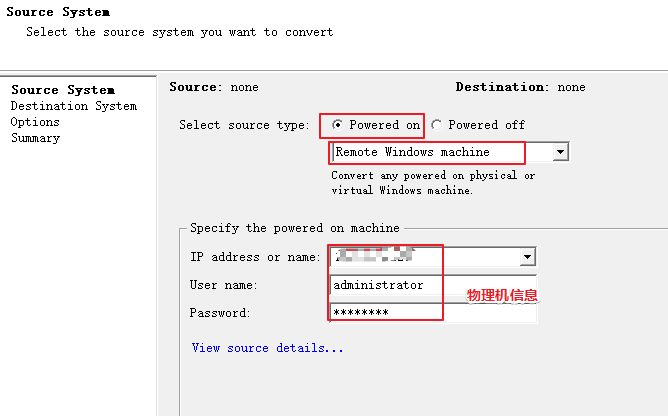 Source System
Select the source system you want to convert
Source System
Destination System
Options
Summary
Source: none
Destination: none
Select source type:
Powered on
Powered off
Remote Windows machine
Convert any powered on physical or
virtual Windows machine.
Specify the powered on machine
IP address or name:
User name:
administrator
物理机信息
Password:
********
View source details...